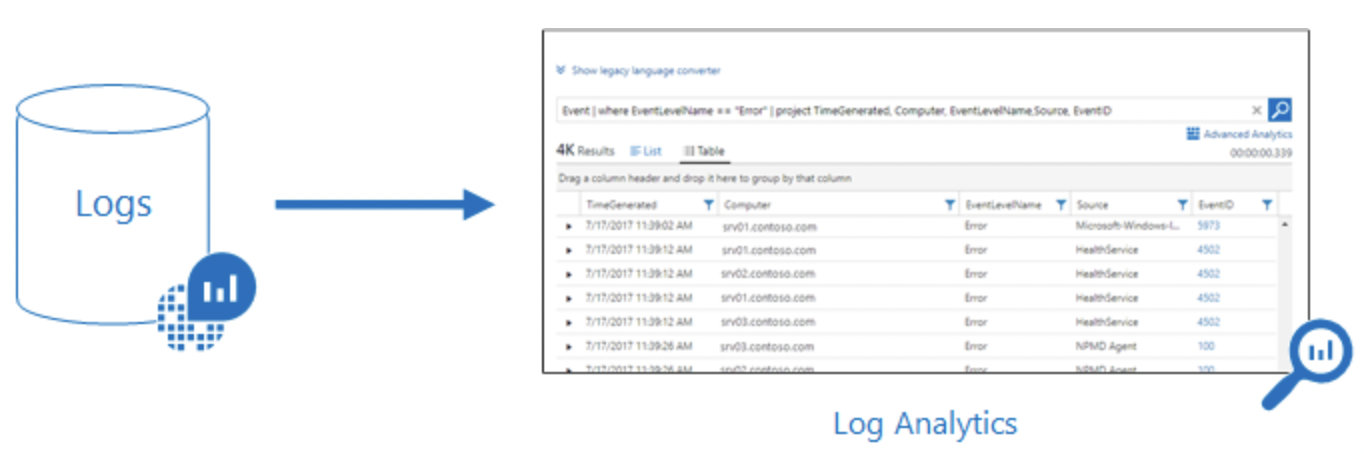 Logs
Show legacy language converter
Event | where EventLevelName == "Error" | project TimeGenerated, Computer, EventLevelName,Source, EventID ×
Advanced Analytics
4K Results List Table 00:00:00.339
Drag a column header and drop it here to group by that column
TimeGenerated Computer EventLevelName Source EventID
7/17/2017 11:39:02 AM srv01.contoso.com Error Microsoft-Windows-L... 5973
7/17/2017 11:39:12 AM srv01.contoso.com Error HealthService 4502
7/17/2017 11:39:12 AM srv02.contoso.com Error HealthService 4502
7/17/2017 11:39:12 AM srv01.contoso.com Error HealthService 4502
7/17/2017 11:39:12 AM srv03.contoso.com Error HealthService 4502
7/17/2017 11:39:26 AM srv03.contoso.com Error NPMD Agent 100
7/17/2017 11:39:26 AM srv02.contoso.com Error NPMD Agent 100
Log Analytics